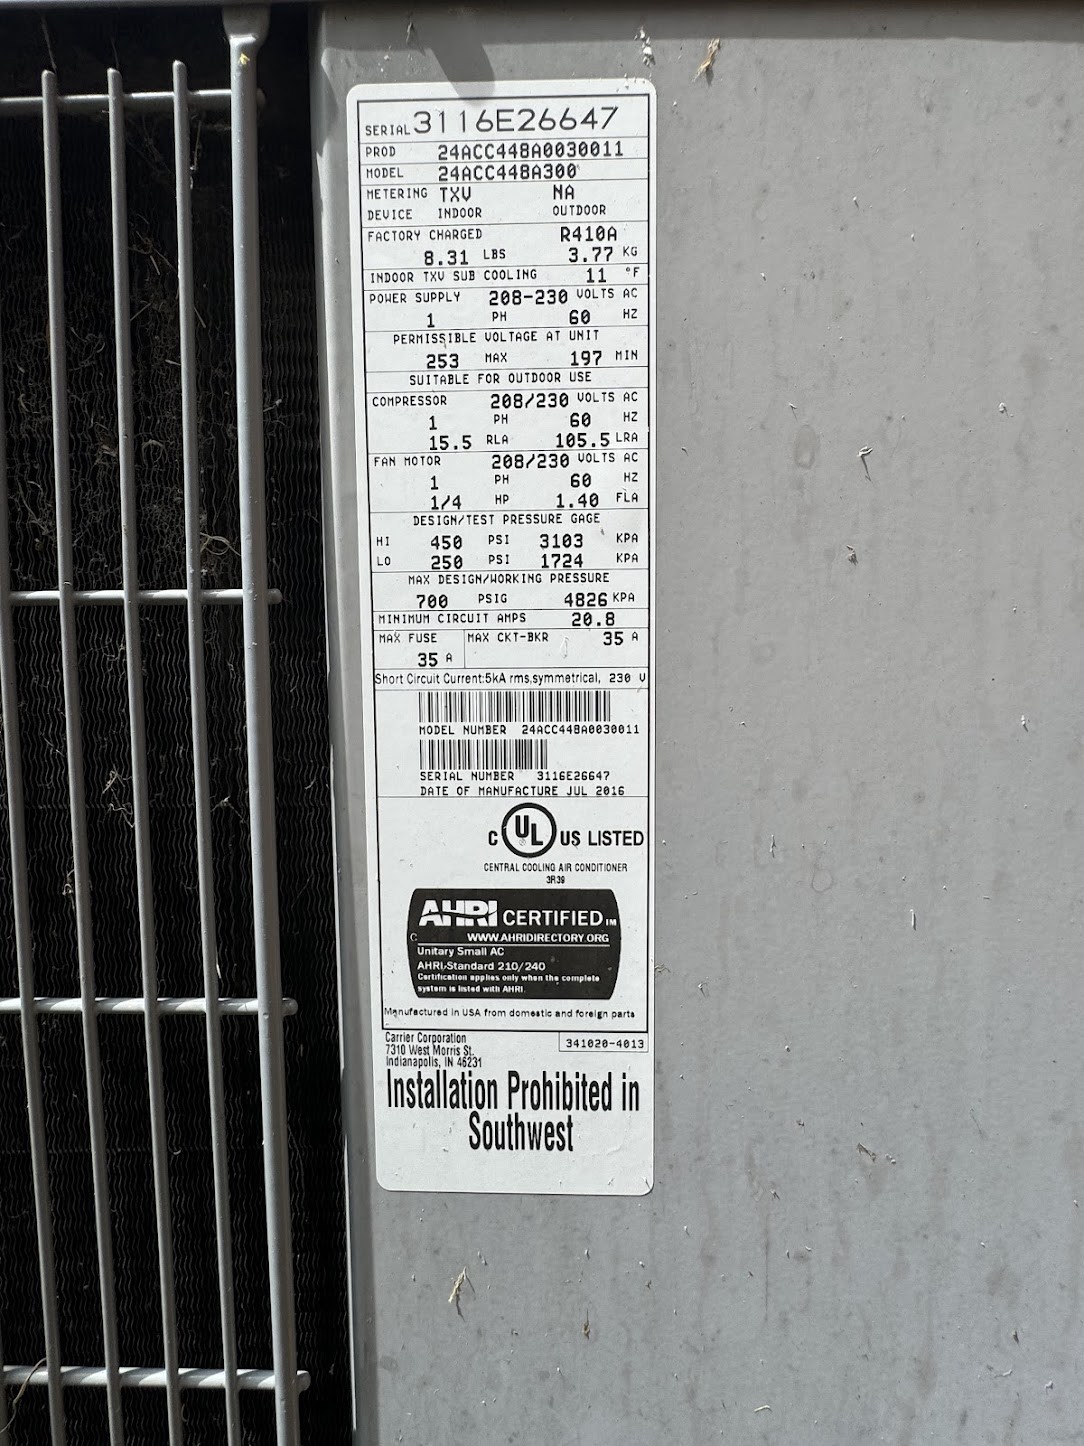 SERIAL 3116E26647
PROD 24ACC448A0030011
MODEL 24ACC448A300
METERING TXV NA
DEVICE INDOOR OUTDOOR
FACTORY CHARGED R410A
8.31 LBS 3.77 KG
INDOOR TXV SUB COOLING 11 °F
POWER SUPPLY 208-230 VOLTS AC
1 PH 60 HZ
PERMISSIBLE VOLTAGE AT UNIT
253 MAX 197 MIN
SUITABLE FOR OUTDOOR USE
COMPRESSOR 208/230 VOLTS AC
1 PH 60 HZ
15.5 RLA 105.5 LRA
FAN MOTOR 208/230 VOLTS AC
1 PH 60 HZ
1/4 HP 1.40 FLA
DESIGN/TEST PRESSURE GAGE
HI 450 PSI 3103 KPA
LO 250 PSI 1724 KPA
MAX DESIGN/WORKING PRESSURE
700 PSIG 4826 KPA
MINIMUM CIRCUIT AMPS 20.8
MAX FUSE MAX CKT-BKR 35 A
35 A
Short Circuit Current:5kA rms,symmetrical, 230 V
MODEL NUMBER 24ACC448A0030011
SERIAL NUMBER 3116E26647
DATE OF MANUFACTURE JUL 2016
C UL US LISTED
CENTRAL COOLING AIR CONDITIONER
3R39
AHRI CERTIFIED TM
C WWW.AHRIDIRECTORY.ORG
Unitary Small AC
AHRI-Standard 210/240
Certification applies only when the complete
system is listed with AHRI.
Manufactured in USA from domestic and foreign parts
Carrier Corporation 341020-4013
7310 West Morris St.
Indianapolis, IN 46231
Installation Prohibited in
Southwest